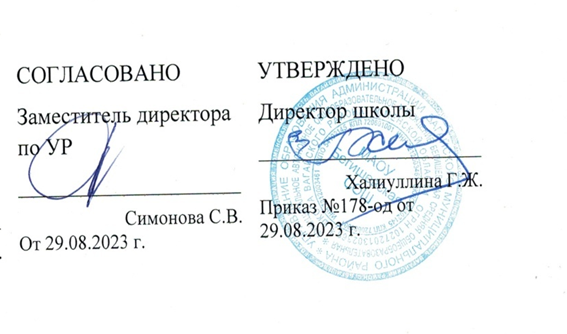 СОГЛАСОВАНО
Заместитель директора
по УР
Симонова С.В.
От 29.08.2023 г.
УТВЕРЖДЕНО
Директор школы
Халиуллина Г.Ж.
Приказ №178-од от
29.08.2023 г.